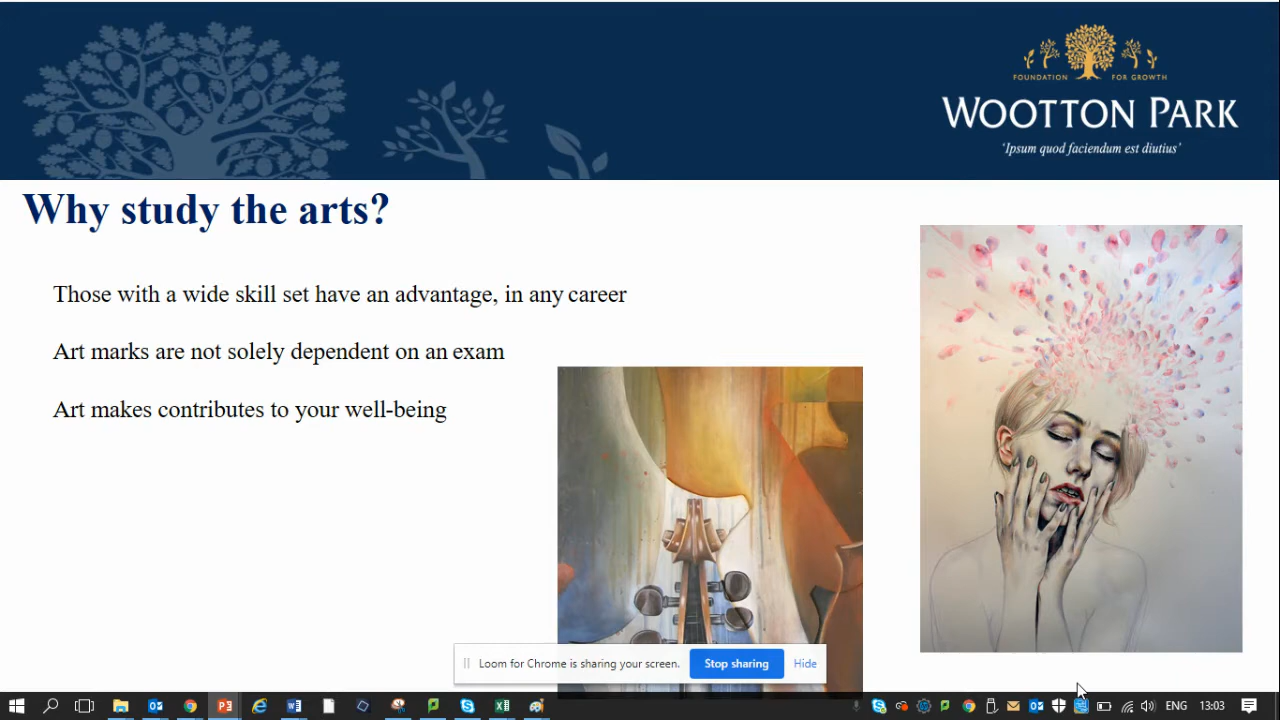 FOUNDATION FOR GROWTH
WOOTTON PARK
‘Ipsum quod faciendum est diutius’
Why study the arts?
Those with a wide skill set have an advantage, in any career
Art marks are not solely dependent on an exam
Art makes contributes to your well-being
Loom for Chrome is sharing your screen. Stop sharing Hide
ENG 13:03